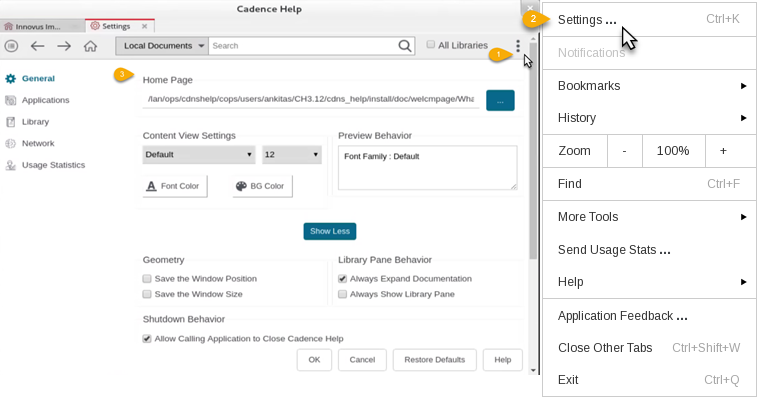 Cadence Help
Innovus Im...
Settings
Local Documents
Search
All Libraries
1
2
3
General
Applications
Library
Network
Usage Statistics
Home Page
/lan/ops/cdnshelp/cops/users/ankitas/CH3.12/cdns_help/install/doc/welcmpage/Wha
...
Content View Settings
Default
12
Font Color
BG Color
Preview Behavior
Font Family : Default
Show Less
Geometry
Save the Window Position
Save the Window Size
Library Pane Behavior
Always Expand Documentation
Always Show Library Pane
Shutdown Behavior
Allow Calling Application to Close Cadence Help
OK
Cancel
Restore Defaults
Help
Settings ... Ctrl+K
Notifications
Bookmarks
History
Zoom - 100% +
Find Ctrl+F
More Tools
Send Usage Stats ...
Help
Application Feedback ...
Close Other Tabs Ctrl+Shift+W
Exit Ctrl+Q